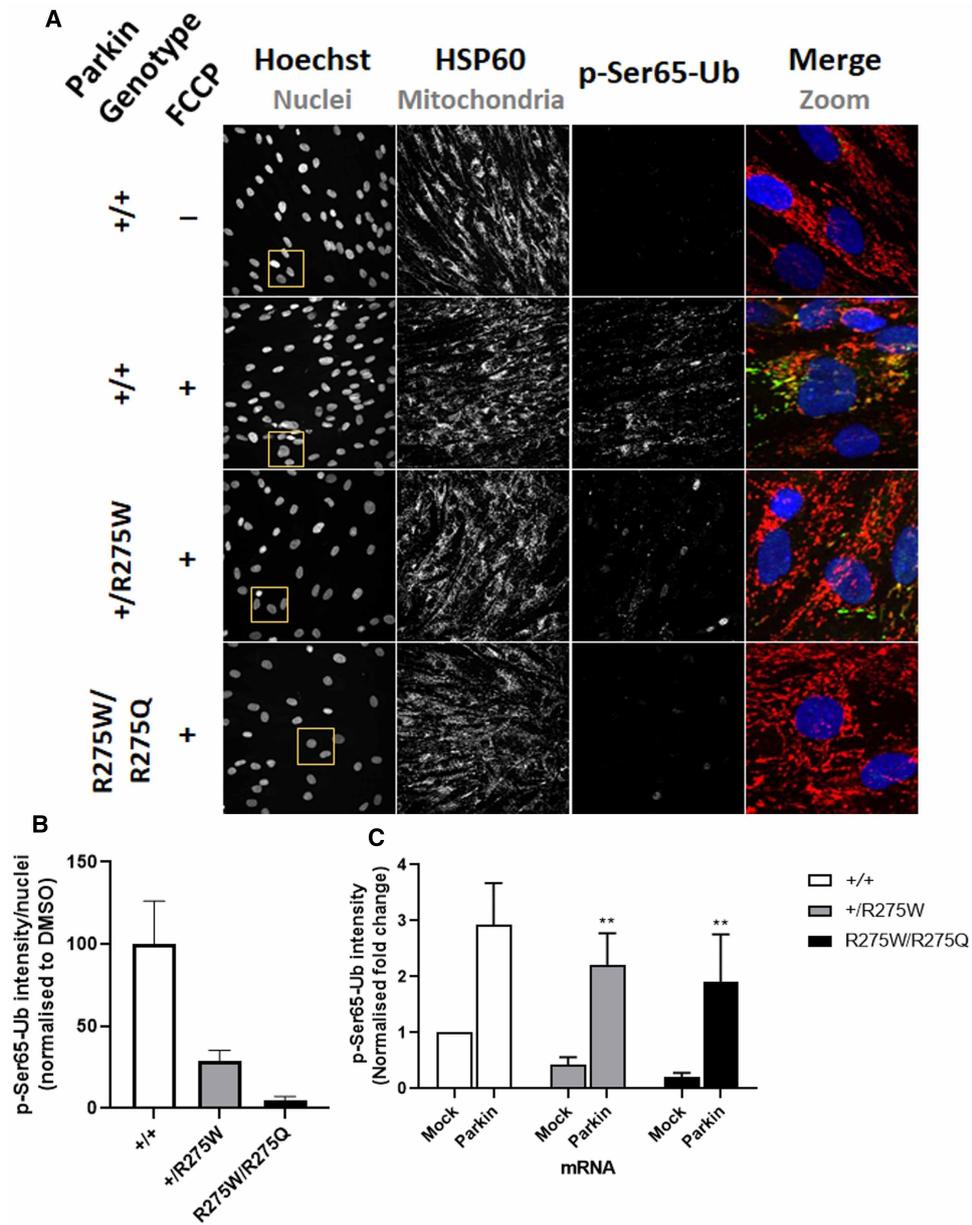 A
Parkin
Genotype
FCCP
Hoechst
Nuclei
HSP60
Mitochondria
p-Ser65-Ub
Merge
Zoom
+/+
–
+/+
+
+/R275W
+
R275W/
R275Q
+
B
p-Ser65-Ub intensity/nuclei
(normalised to DMSO)
150
100
50
0
+/+
+/R275W
R275W/R275Q
C
p-Ser65-Ub intensity
(Normalised fold change)
4
3
2
1
0
**
**
Mock
Parkin
Mock
Parkin
Mock
Parkin
mRNA
+/+
+/R275W
R275W/R275Q